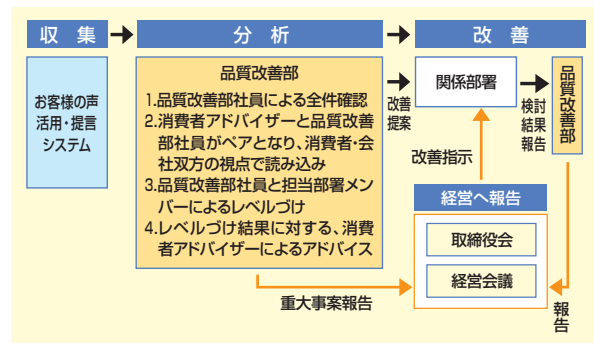 収 集
分 析
改 善
お客様の声
活用・提言
システム
品質改善部
1.品質改善部社員による全件確認
2.消費者アドバイザーと品質改善
部社員がペアとなり、消費者・会
社双方の視点で読み込み
3.品質改善部社員と担当部署メン
バーによるレベルづけ
4.レベルづけ結果に対する、消費
者アドバイザーによるアドバイス
改善
提案
関係部署
検討
結果
報告
品質改善部
改善指示
経営へ報告
取締役会
経営会議
重大事案報告
報告